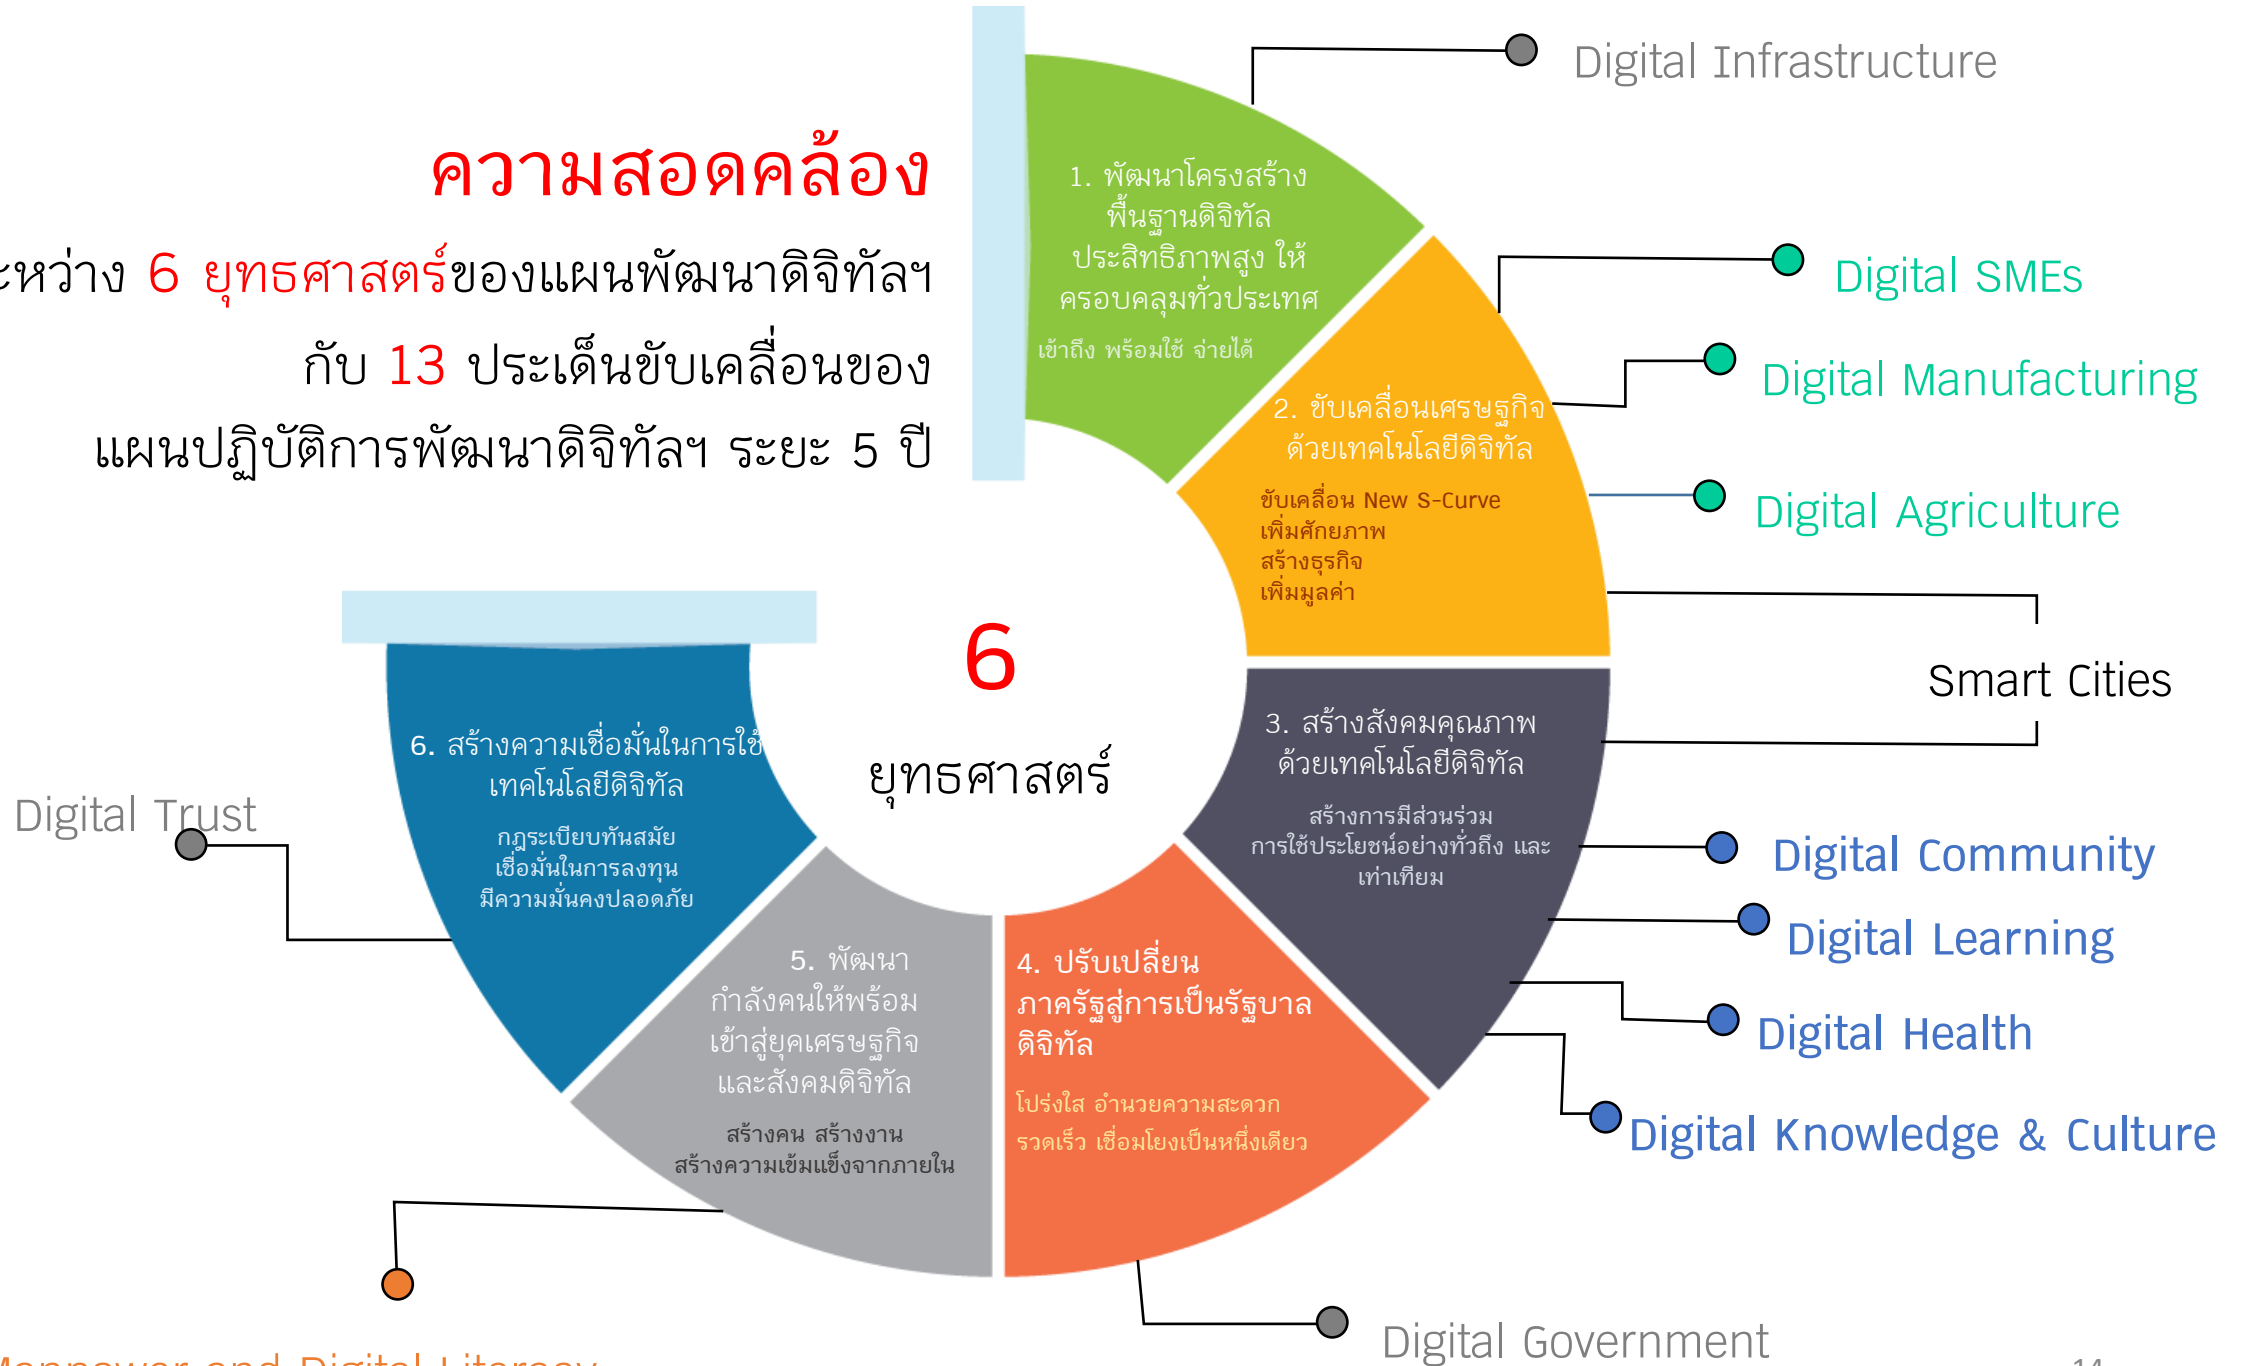 ความสอดคล้อง
ระหว่าง 6 ยุทธศาสตร์ของแผนพัฒนาดิจิทัลฯ
กับ 13 ประเด็นขับเคลื่อนของ
แผนปฏิบัติการพัฒนาดิจิทัลฯ ระยะ 5 ปี
Digital Infrastructure
1. พัฒนาโครงสร้าง
พื้นฐานดิจิทัล
ประสิทธิภาพสูง ให้
ครอบคลุมทั่วประเทศ
เข้าถึง พร้อมใช้ จ่ายได้
Digital SMEs
Digital Manufacturing
Digital Agriculture
2. ขับเคลื่อนเศรษฐกิจ
ด้วยเทคโนโลยีดิจิทัล
ขับเคลื่อน New S-Curve
เพิ่มศักยภาพ
สร้างธุรกิจ
เพิ่มมูลค่า
Smart Cities
6
ยุทธศาสตร์
3. สร้างสังคมคุณภาพ
ด้วยเทคโนโลยีดิจิทัล
สร้างการมีส่วนร่วม
การใช้ประโยชน์อย่างทั่วถึง และ
เท่าเทียม
Digital Community
Digital Learning
Digital Health
Digital Knowledge & Culture
4. ปรับเปลี่ยน
ภาครัฐสู่การเป็นรัฐบาล
ดิจิทัล
โปร่งใส อำนวยความสะดวก
รวดเร็ว เชื่อมโยงเป็นหนึ่งเดียว
Digital Government
5. พัฒนา
กำลังคนให้พร้อม
เข้าสู่ยุคเศรษฐกิจ
และสังคมดิจิทัล
สร้างคน สร้างงาน
สร้างความเข้มแข็งจากภายใน
Manpower and Digital Literacy
6. สร้างความเชื่อมั่นในการใช้
เทคโนโลยีดิจิทัล
กฎระเบียบทันสมัย
เชื่อมั่นในการลงทุน
มีความมั่นคงปลอดภัย
Digital Trust
14